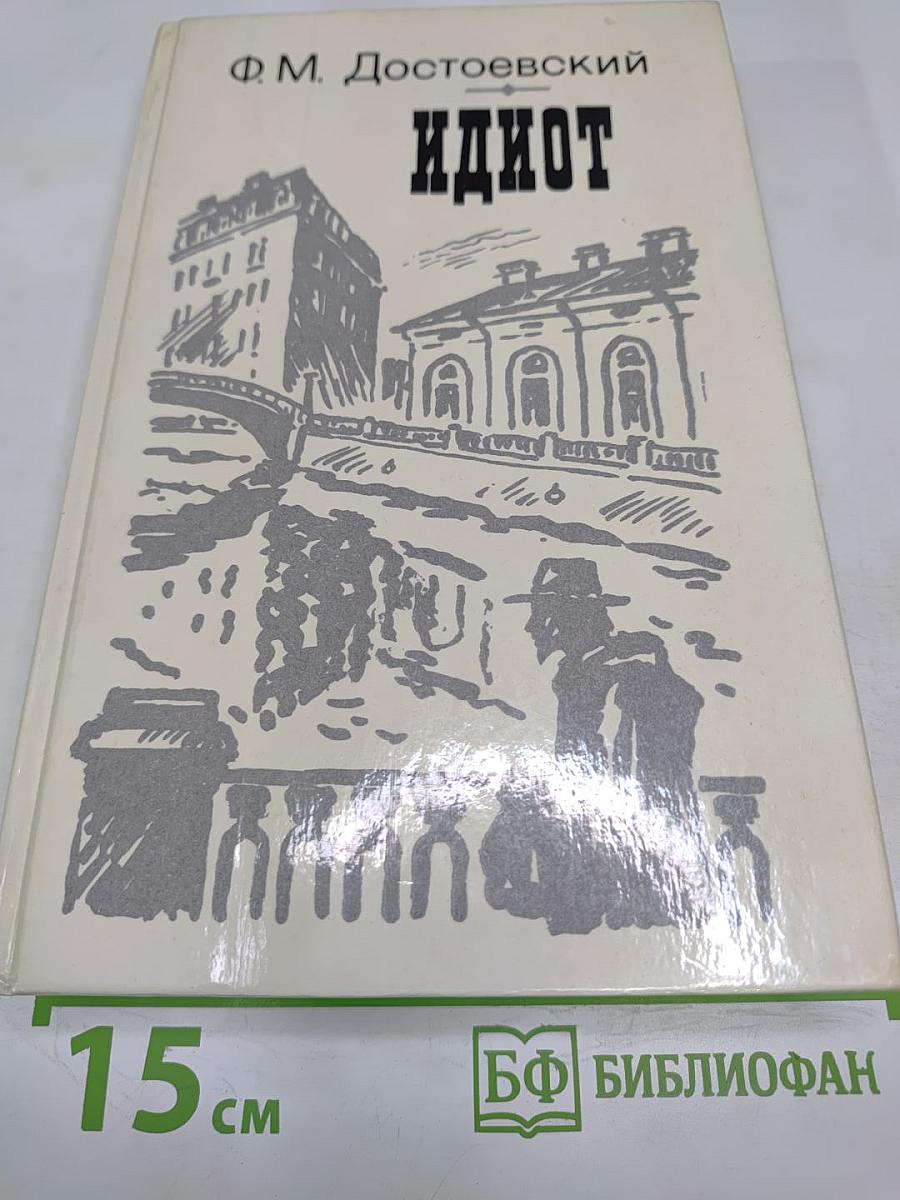 Ф. М. Достоевский
ИДИОТ
15 см
БФ БИБЛИОФАН